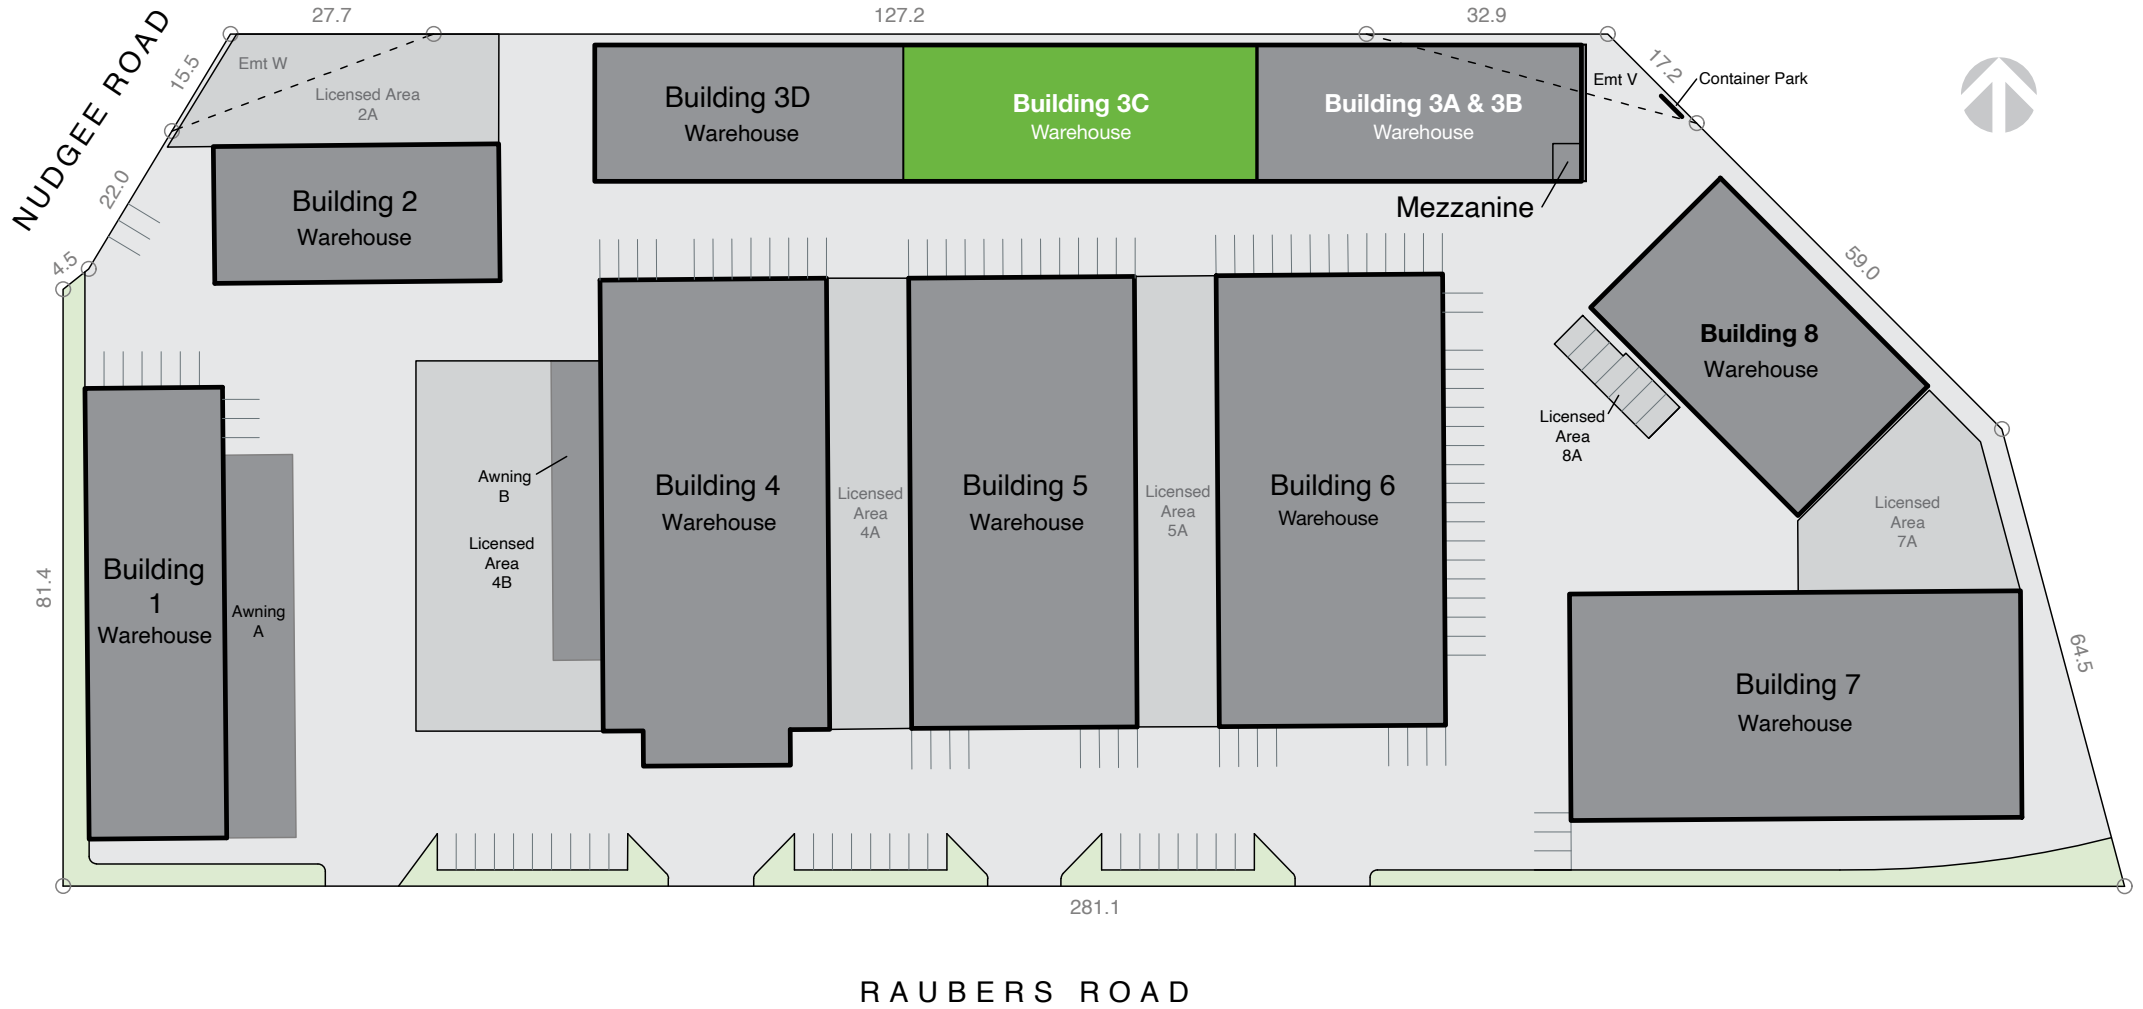 27.7
127.2
32.9
NUDGEE ROAD
15.5
Emt W
Licensed Area
2A
Building 3D
Warehouse
Building 3C
Warehouse
Building 3A & 3B
Warehouse
Emt V
17.2
Container Park
Mezzanine
22.0
Building 2
Warehouse
4.5
59.0
Building 8
Warehouse
Licensed
Area
8A
Awning
B
Licensed
Area
4B
Building 4
Warehouse
Licensed
Area
4A
Building 5
Warehouse
Licensed
Area
5A
Building 6
Warehouse
Licensed
Area
7A
81.4
Building
1
Warehouse
Awning
A
64.5
Building 7
Warehouse
281.1
RAUBERS ROAD